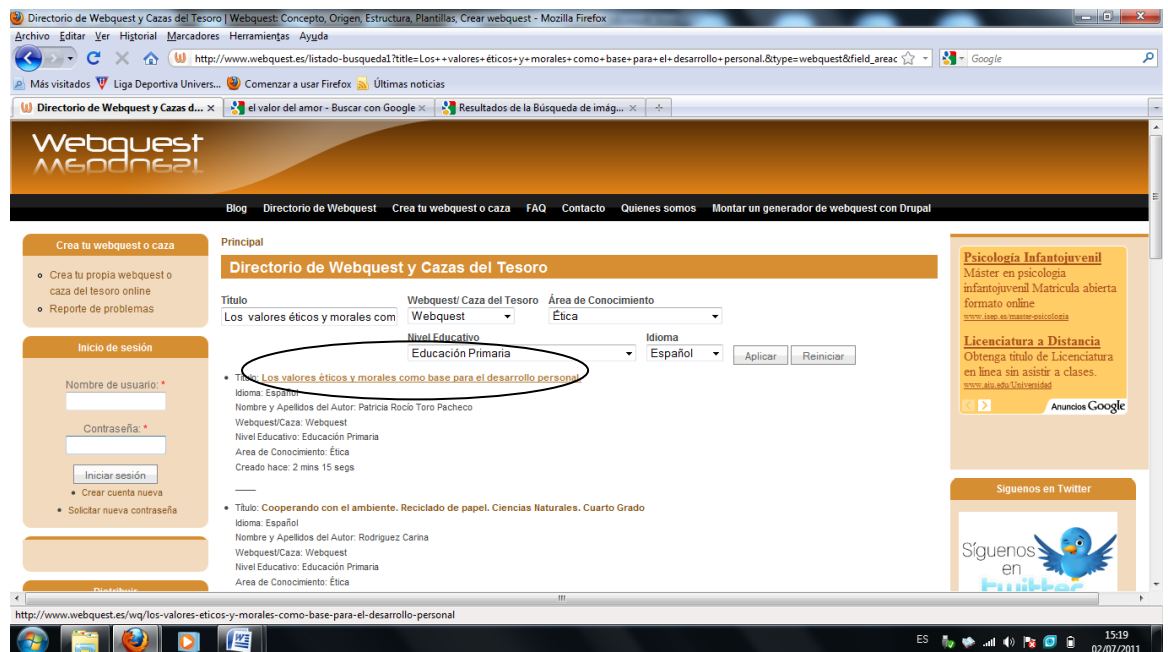 Directorio de Webquest y Cazas del Tesoro | Webquest: Concepto, Origen, Estructura, Plantillas, Crear webquest - Mozilla Firefox
Archivo Editar Ver Historial Marcadores Herramientas Ayuda
http://www.webquest.es/listado-busqueda1?title=Los++valores+éticos+y+morales+como+base+para+el+desarrollo+personal.&type=webquest&field_areac
Google
Más visitados Liga Deportiva Univers... Comenzar a usar Firefox Últimas noticias
Directorio de Webquest y Cazas d... el valor del amor - Buscar con Google Resultados de la Búsqueda de imág...
Webquest
Blog Directorio de Webquest Crea tu webquest o caza FAQ Contacto Quienes somos Montar un generador de webquest con Drupal
Crea tu webquest o caza
Crea tu propia webquest o
caza del tesoro online
Reporte de problemas
Inicio de sesión
Nombre de usuario: *
Contraseña: *
Iniciar sesión
Crear cuenta nueva
Solicitar nueva contraseña
Principal
Directorio de Webquest y Cazas del Tesoro
Titulo Webquest/ Caza del Tesoro Área de Conocimiento
Los valores éticos y morales com Webquest Ética
Nivel Educativo Idioma
Educación Primaria Español Aplicar Reiniciar
Título: Los valores èticos y morales como base para el desarrollo personal.
Idioma: Español
Nombre y Apellidos del Autor: Patricia Rocío Toro Pacheco
Webquest/Caza: Webquest
Nivel Educativo: Educación Primaria
Area de Conocimiento: Ética
Creado hace: 2 mins 15 segs
Título: Cooperando con el ambiente. Reciclado de papel. Ciencias Naturales. Cuarto Grado
Idioma: Español
Nombre y Apellidos del Autor: Rodriguez Carina
Webquest/Caza: Webquest
Nivel Educativo: Educación Primaria
Area de Conocimiento: Ética
Psicología Infantojuvenil
Máster en psicologia
infantojuvenil Matricula abierta
formato online
www.isep.es/master-psicologia
Licenciatura a Distancia
Obtenga titulo de Licenciatura
en linea sin asistir a clases.
www.aiu.edu/Universidad
Anuncios Google
Siguenos en Twitter
Síguenos
en
twitter
http://www.webquest.es/wq/los-valores-eticos-y-morales-como-base-para-el-desarrollo-personal
ES
15:19
02/07/2011